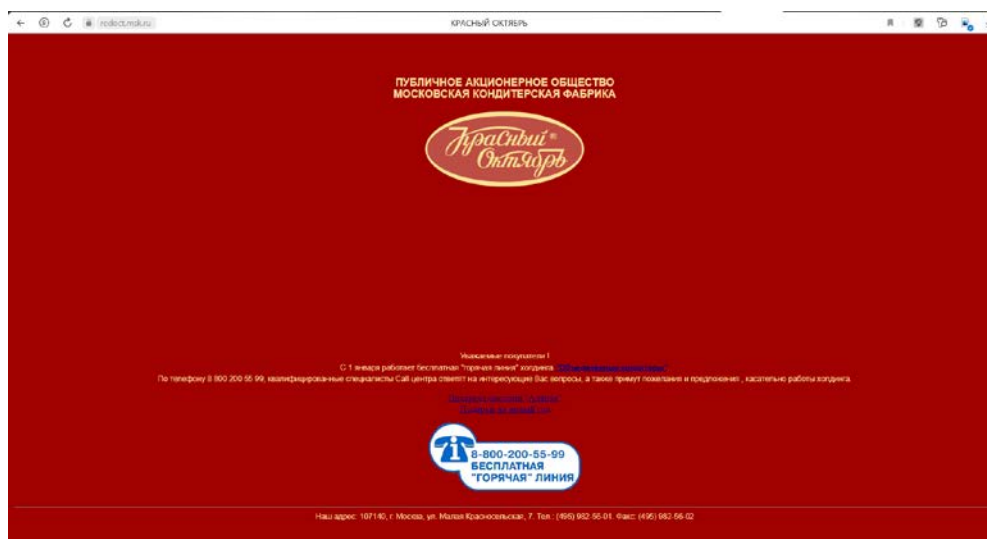 КРАСНЫЙ ОКТЯБРЬ
ПУБЛИЧНОЕ АКЦИОНЕРНОЕ ОБЩЕСТВО
МОСКОВСКАЯ КОНДИТЕРСКАЯ ФАБРИКА
Красный®
Октябрь
Уважаемые покупатели !
С 1 января работает бесплатная "горячая линия" холдинга
По телефону 8 800 200 55 99, квалифицированные специалисты Call центра ответят на интересующие Вас вопросы, а также примут пожелания и предложения , касательно работы холдинга.
8-800-200-55-99
БЕСПЛАТНАЯ
"ГОРЯЧАЯ" ЛИНИЯ
Наш адрес: 107140, г. Москва, ул. Малая Красносельская, 7. Тел.: (495) 982-56-01. Факс: (495) 982-56-02